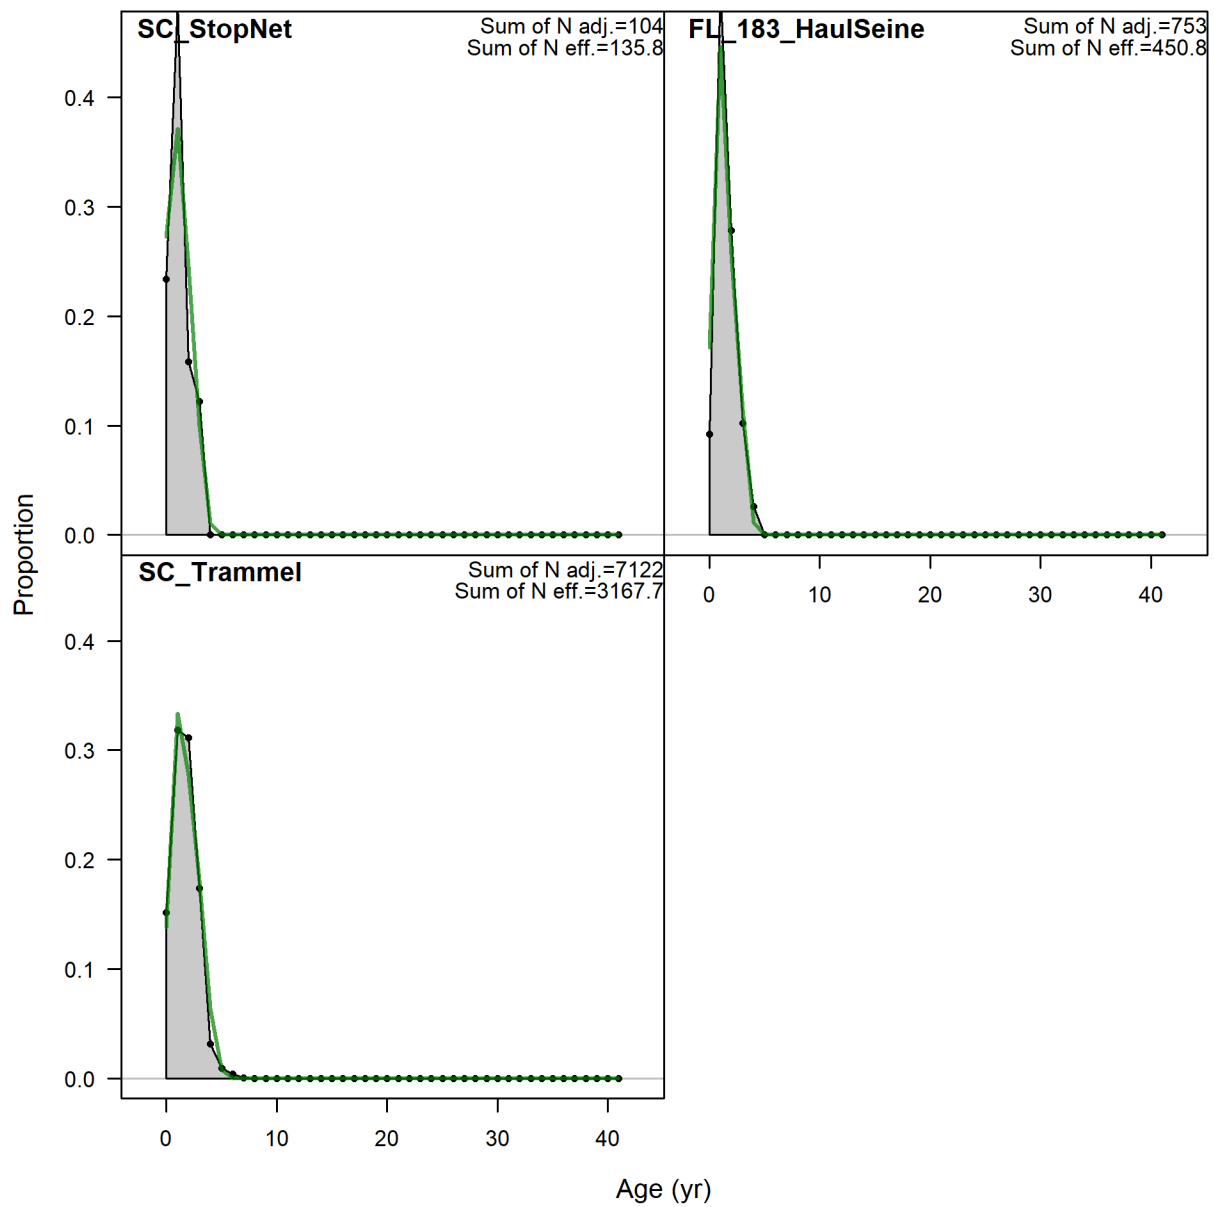 SC_StopNet
Sum of N adj.=104
Sum of N eff.=135.8
FL_183_HaulSeine
Sum of N adj.=753
Sum of N eff.=450.8
0.4
0.3
0.2
0.1
0.0
0 10 20 30 40
SC_Trammel
Sum of N adj.=7122
Sum of N eff.=3167.7
0.4
0.3
0.2
0.1
0.0
0 10 20 30 40
Proportion
Age (yr)